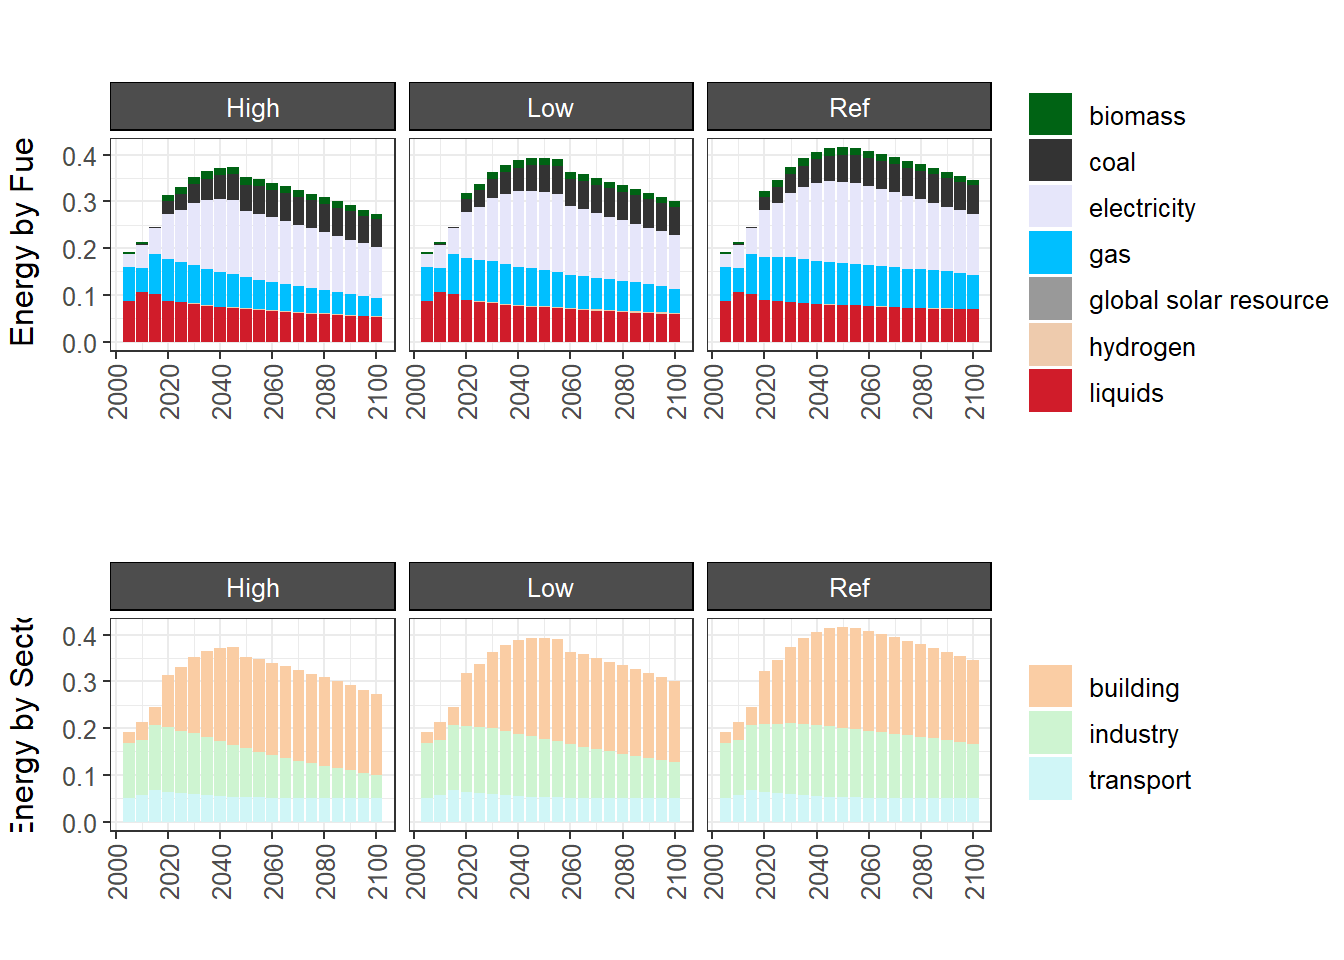 High Low Ref
Energy by Fue
0.4
0.3
0.2
0.1
0.0
2000 2020 2040 2060 2080 2100 2000 2020 2040 2060 2080 2100 2000 2020 2040 2060 2080 2100
biomass
coal
electricity
gas
global solar resource
hydrogen
liquids
High Low Ref
Energy by Secto
0.4
0.3
0.2
0.1
0.0
2000 2020 2040 2060 2080 2100 2000 2020 2040 2060 2080 2100 2000 2020 2040 2060 2080 2100
building
industry
transport